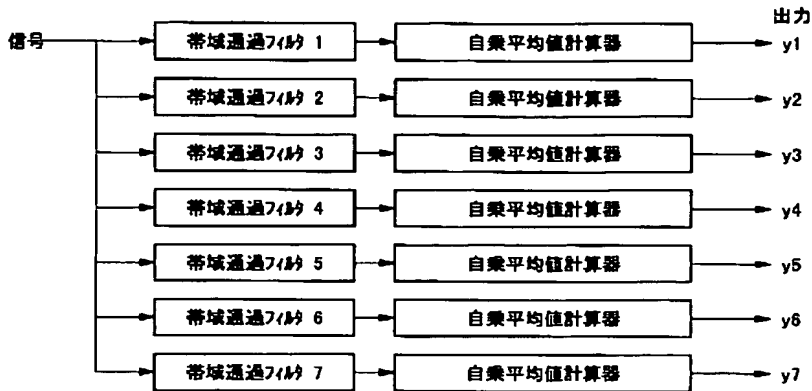 出力
信号 帯域通過フィルタ 1 自乗平均値計算器 y1
帯域通過フィルタ 2 自乗平均値計算器 y2
帯域通過フィルタ 3 自乗平均値計算器 y3
帯域通過フィルタ 4 自乗平均値計算器 y4
帯域通過フィルタ 5 自乗平均値計算器 y5
帯域通過フィルタ 6 自乗平均値計算器 y6
帯域通過フィルタ 7 自乗平均値計算器 y7